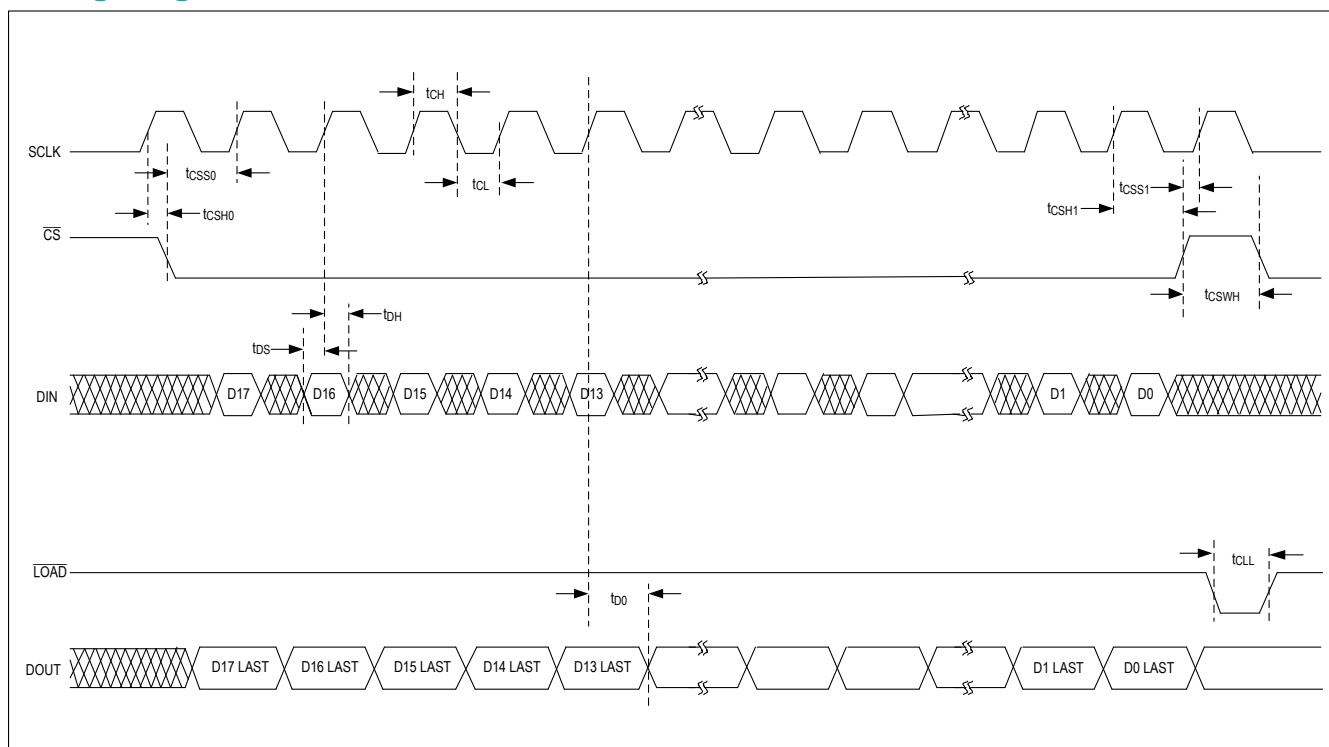 tCH
SCLK
tCSS0
tCL
tCSS1
tCSH0
tCSH1
CS
tCSWH
tDH
tDS
DIN
D17
D16
D15
D14
D13
D1
D0
tCLL
LOAD
tD0
DOUT
D17 LAST
D16 LAST
D15 LAST
D14 LAST
D13 LAST
D1 LAST
D0 LAST